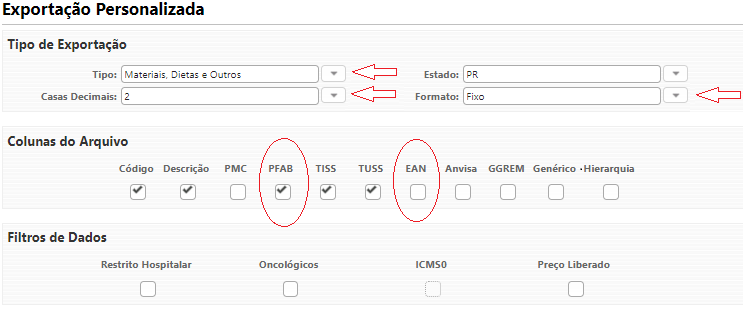 Exportação Personalizada
Tipo de Exportação
Tipo: Materiais, Dietas e Outros Estado: PR
Casas Decimais: 2 Formato: Fixo
Colunas do Arquivo
Código Descrição PMC PFAB TISS TUSS EAN Anvisa GGREM Genérico •Hierarquia
Filtros de Dados
Restrito Hospitalar Oncológicos ICMS0 Preço Liberado